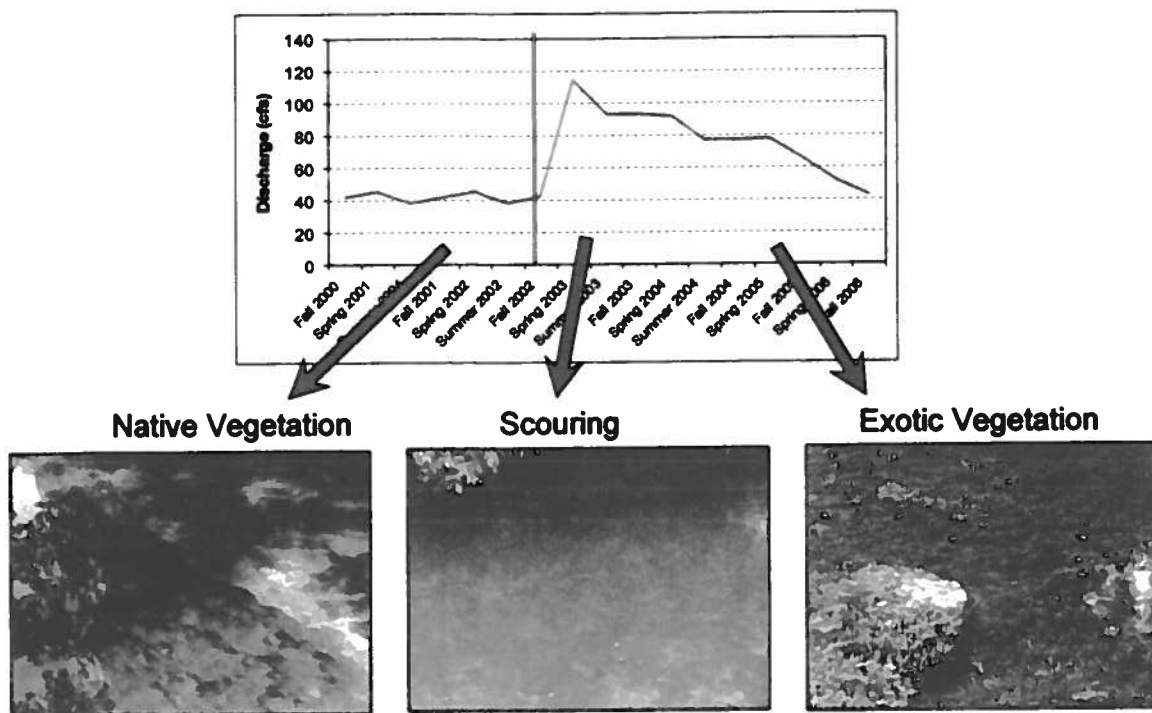 140
120
100
80
60
40
20
0
Discharge (cfs)
Fall 2000
Spring 2001
Fall 2001
Spring 2002
Summer 2002
Fall 2002
Spring 2003
Fall 2003
Spring 2004
Summer 2004
Fall 2004
Spring 2005
Native Vegetation
Scouring
Exotic Vegetation